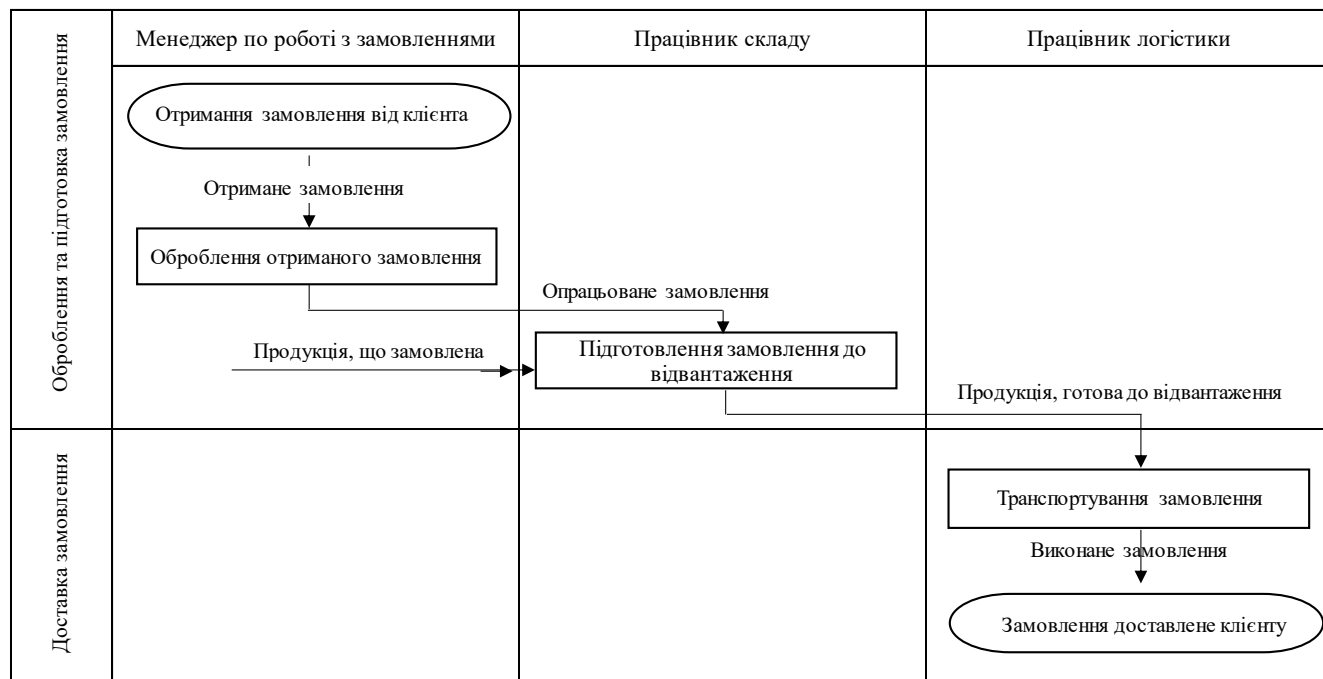 Менеджер по роботі з замовленнями
Працівник складу
Працівник логістики
Оброблення та підготовка замовлення
Отримання замовлення від клієнта
Отримане замовлення
Оброблення отриманого замовлення
Опрацьоване замовлення
Продукція, що замовлена
Підготовлення замовлення до
відвантаження
Продукція, готова до відвантаження
Доставка замовлення
Транспортування замовлення
Виконане замовлення
Замовлення доставлене клієнту